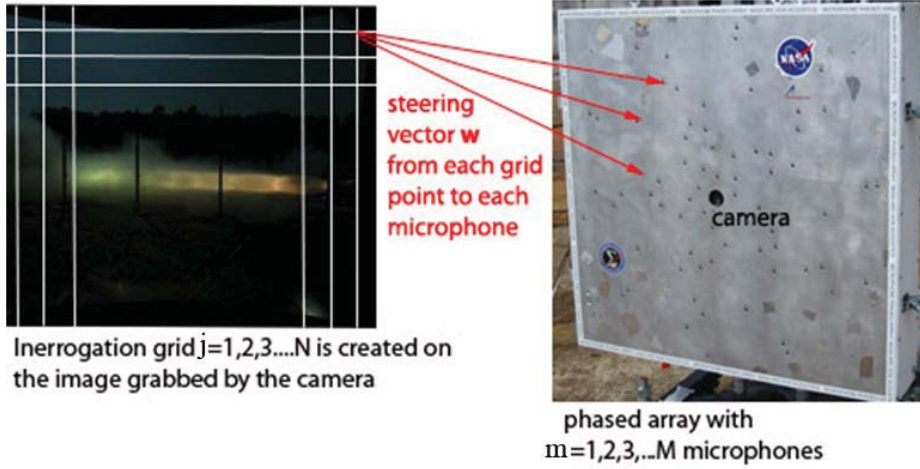 steering
vector w
from each grid
point to each
microphone
NASA
camera
Inerrogation grid j=1,2,3....N is created on
the image grabbed by the camera
phased array with
m=1,2,3,...M microphones